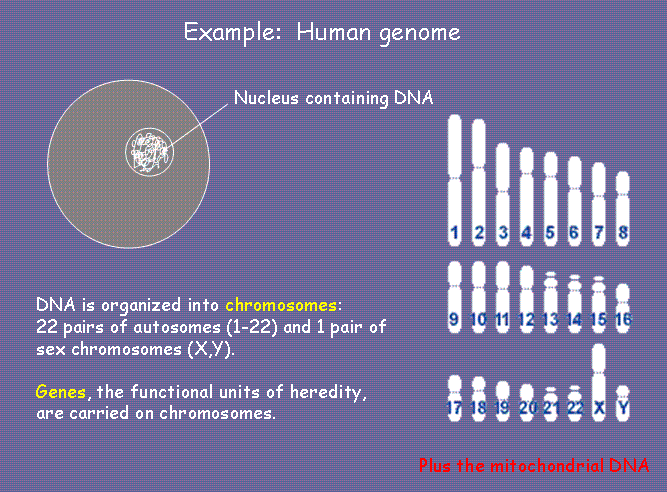 Example: Human genome
Nucleus containing DNA
1 2 3 4 5 6 7 8
9 10 11 12 13 14 15 16
DNA is organized into chromosomes:
22 pairs of autosomes (1-22) and 1 pair of
sex chromosomes (X,Y).
Genes, the functional units of heredity,
are carried on chromosomes.
17 18 19 20 21 22 X Y
Plus the mitochondrial DNA